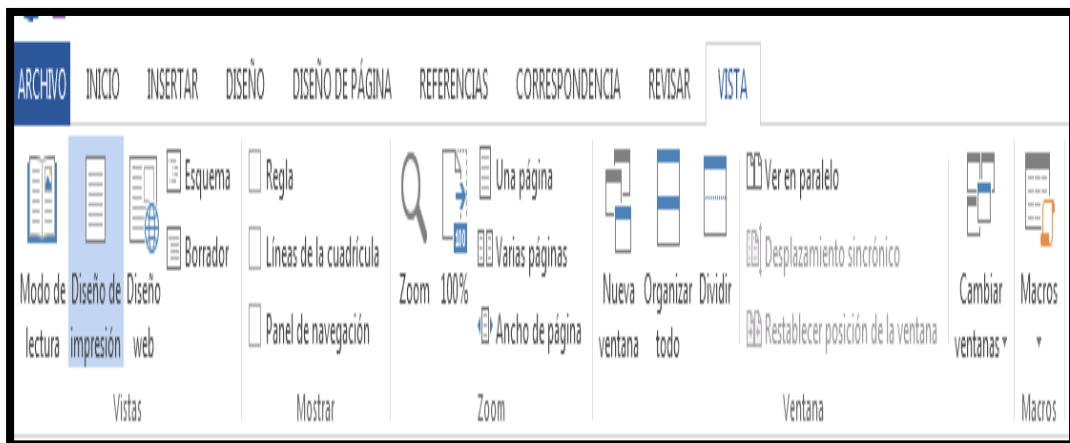 ARCHIVO INICIO INSERTAR DISEÑO DISEÑO DE PÁGINA REFERENCIAS CORRESPONDENCIA REVISAR VISTA
Modo de lectura
Diseño de impresión
Diseño web
Esquema
Borrador
Vistas
Regla
Líneas de la cuadrícula
Panel de navegación
Mostrar
Zoom
100
100%
Una página
Varias páginas
Ancho de página
Zoom
Nueva ventana
Organizar todo
Dividir
Ver en paralelo
Desplazamiento sincrónico
Restablecer posición de la ventana
Cambiar ventanas
Ventana
Macros
Macros